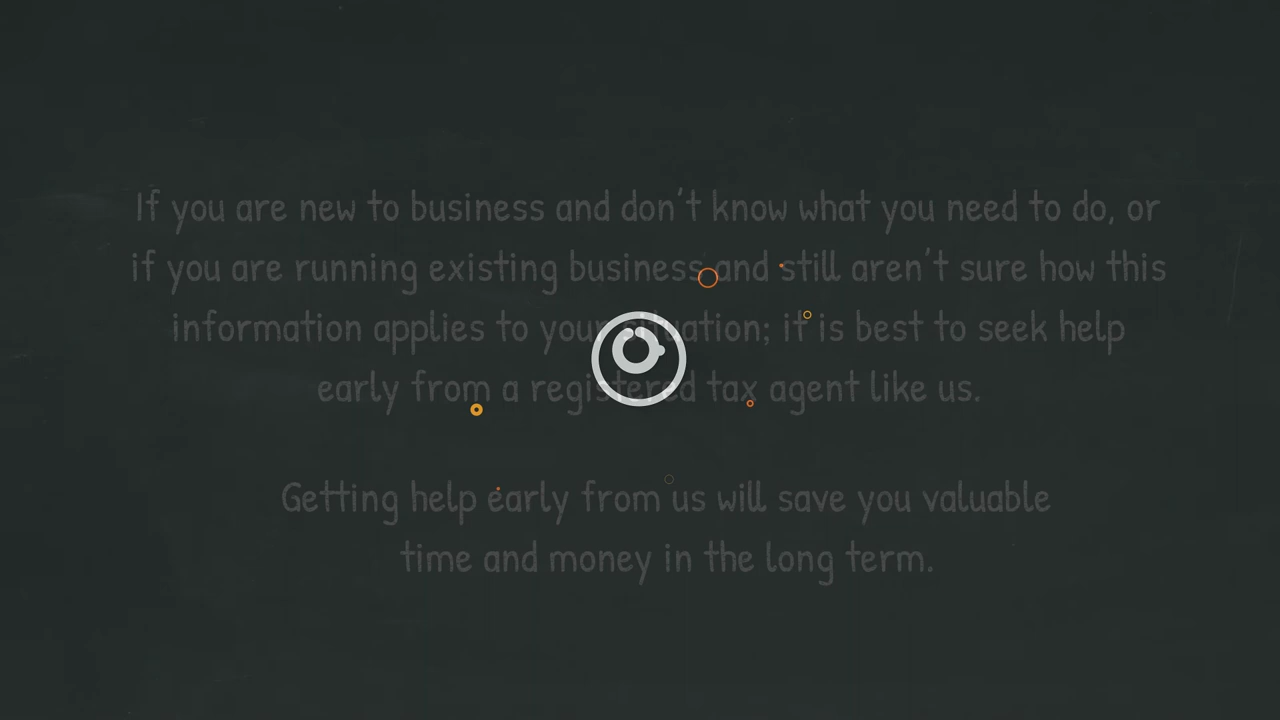 If you are new to business and don't know what you need to do, or
if you are running existing business and still aren't sure how this
information applies to your situation; it is best to seek help
early from a registered tax agent like us.
Getting help early from us will save you valuable
time and money in the long term.